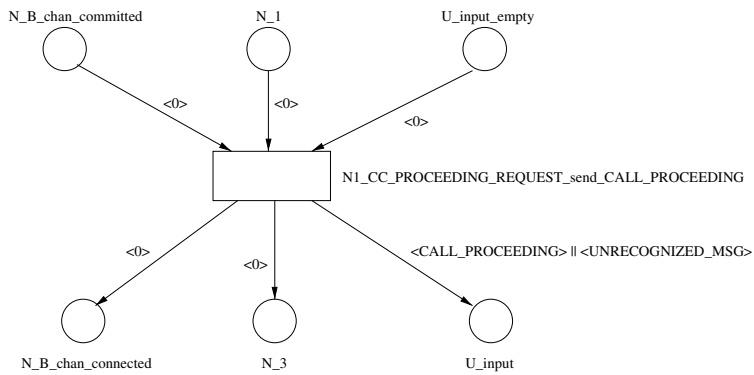 N_B_chan_committed
N_1
U_input_empty
<0>
<0>
<0>
N1_CC_PROCEEDING_REQUEST_send_CALL_PROCEEDING
<0>
<0>
<CALL_PROCEEDING> || <UNRECOGNIZED_MSG>
N_B_chan_connected
N_3
U_input